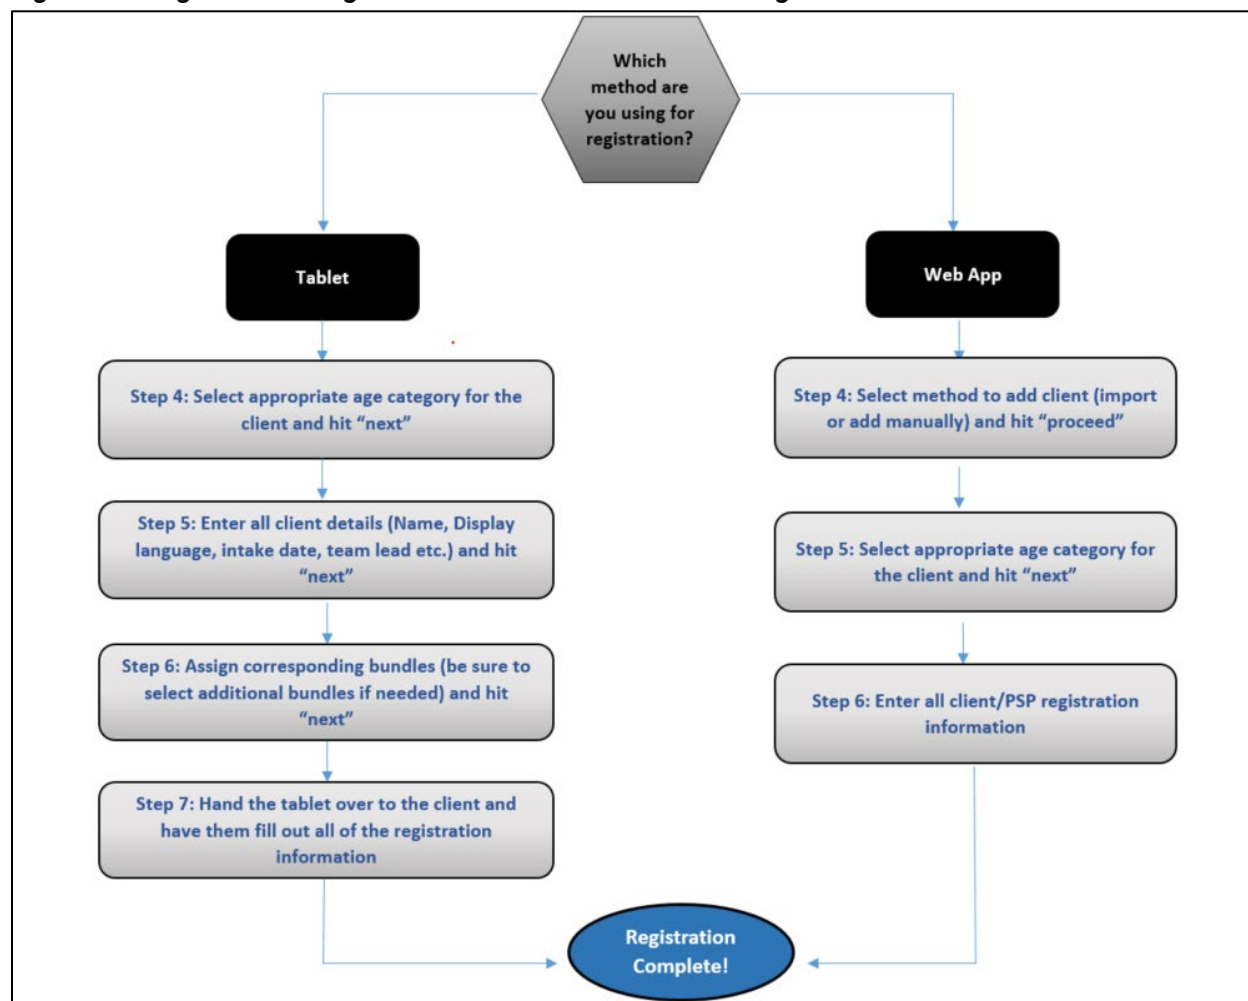 Which
method are
you using for
registration?
Tablet
Step 4: Select appropriate age category for the
client and hit “next”
Step 5: Enter all client details (Name, Display
language, intake date, team lead etc.) and hit
“next”
Step 6: Assign corresponding bundles (be sure to
select additional bundles if needed) and hit
“next”
Step 7: Hand the tablet over to the client and
have them fill out all of the registration
information
Web App
Step 4: Select method to add client (import
or add manually) and hit “proceed”
Step 5: Select appropriate age category for
the client and hit “next”
Step 6: Enter all client/PSP registration
information
Registration
Complete!